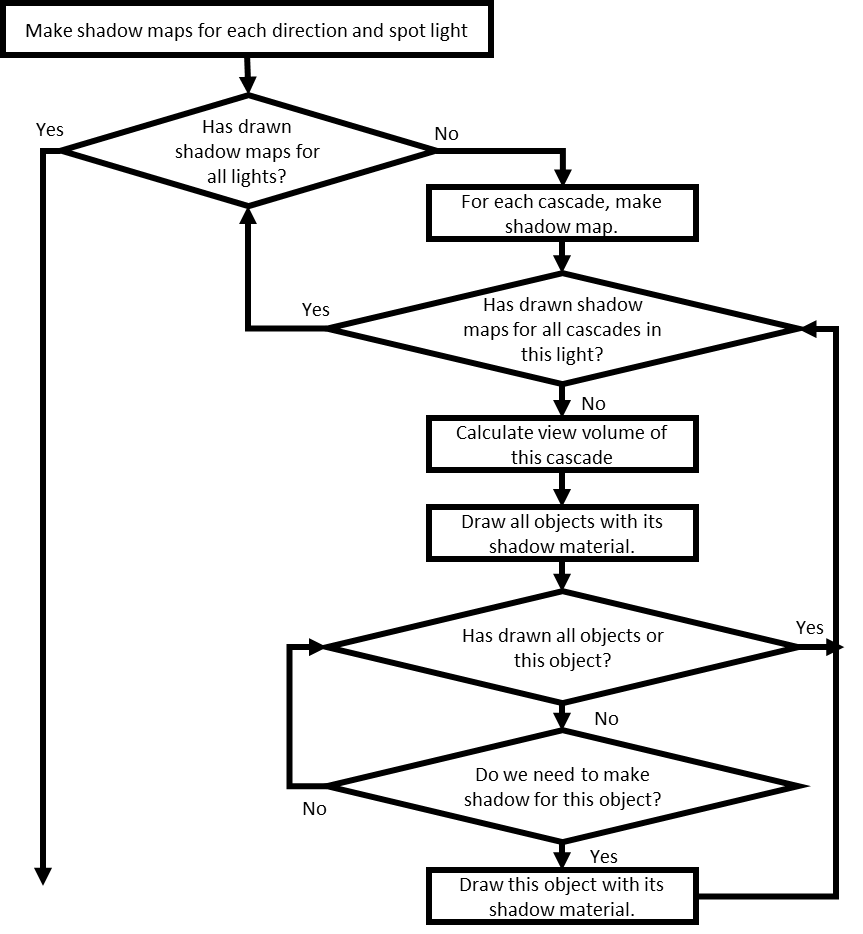 Make shadow maps for each direction and spot light
Yes
Has drawn
shadow maps for
all lights?
No
For each cascade, make
shadow map.
Yes
Has drawn shadow
maps for all cascades in
this light?
No
Calculate view volume of
this cascade
Draw all objects with its
shadow material.
Has drawn all objects or
this object?
Yes
No
Do we need to make
shadow for this object?
No
Yes
Draw this object with its
shadow material.